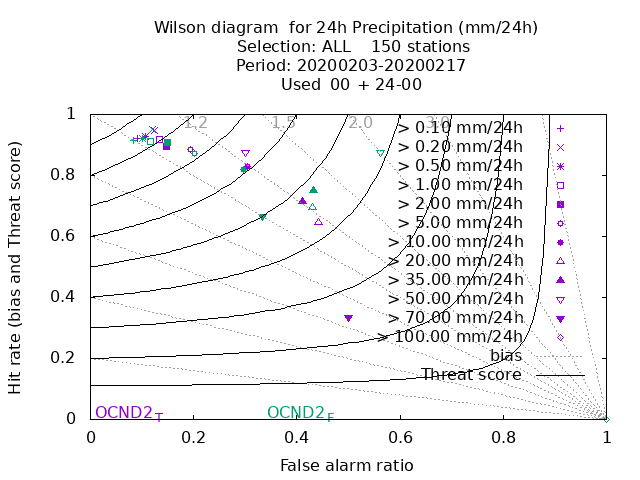 Wilson diagram  for 24h Precipitation (mm/24h)
Selection: ALL    150 stations
Period: 20200203-20200217
Used  00 + 24-00
Hit rate (bias and Threat score)
1
0.8
0.6
0.4
0.2
0
1.2
1.5
2.0
3.0
> 0.10 mm/24h
> 0.20 mm/24h
> 0.50 mm/24h
> 1.00 mm/24h
> 2.00 mm/24h
> 5.00 mm/24h
> 10.00 mm/24h
> 20.00 mm/24h
> 35.00 mm/24h
> 50.00 mm/24h
> 70.00 mm/24h
> 100.00 mm/24h
bias
Threat score
OCND2T OCND2F
0 0.2 0.4 0.6 0.8 1
False alarm ratio